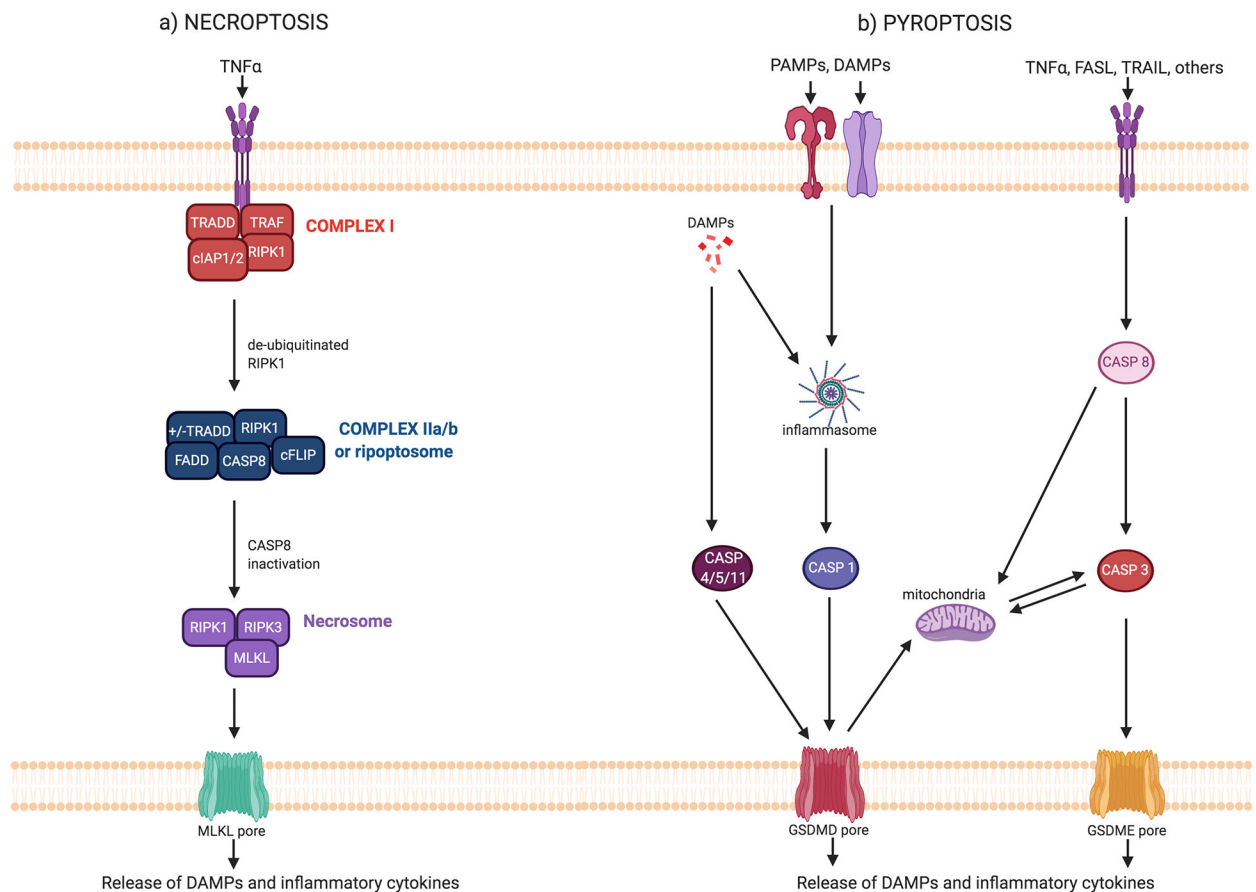 a) NECROPTOSIS
TNFα
TRADD
TRAF
cIAP1/2
RIPK1
COMPLEX I
de-ubiquitinated
RIPK1
+/-TRADD
RIPK1
FADD
CASP8
cFLIP
COMPLEX IIa/b
or ripoptosome
CASP8
inactivation
RIPK1
RIPK3
MLKL
Necrosome
MLKL pore
Release of DAMPs and inflammatory cytokines
b) PYROPTOSIS
PAMPs, DAMPs
TNFα, FASL, TRAIL, others
DAMPs
inflammasome
CASP 8
CASP
4/5/11
CASP 1
mitochondria
CASP 3
GSDMD pore
GSDME pore
Release of DAMPs and inflammatory cytokines